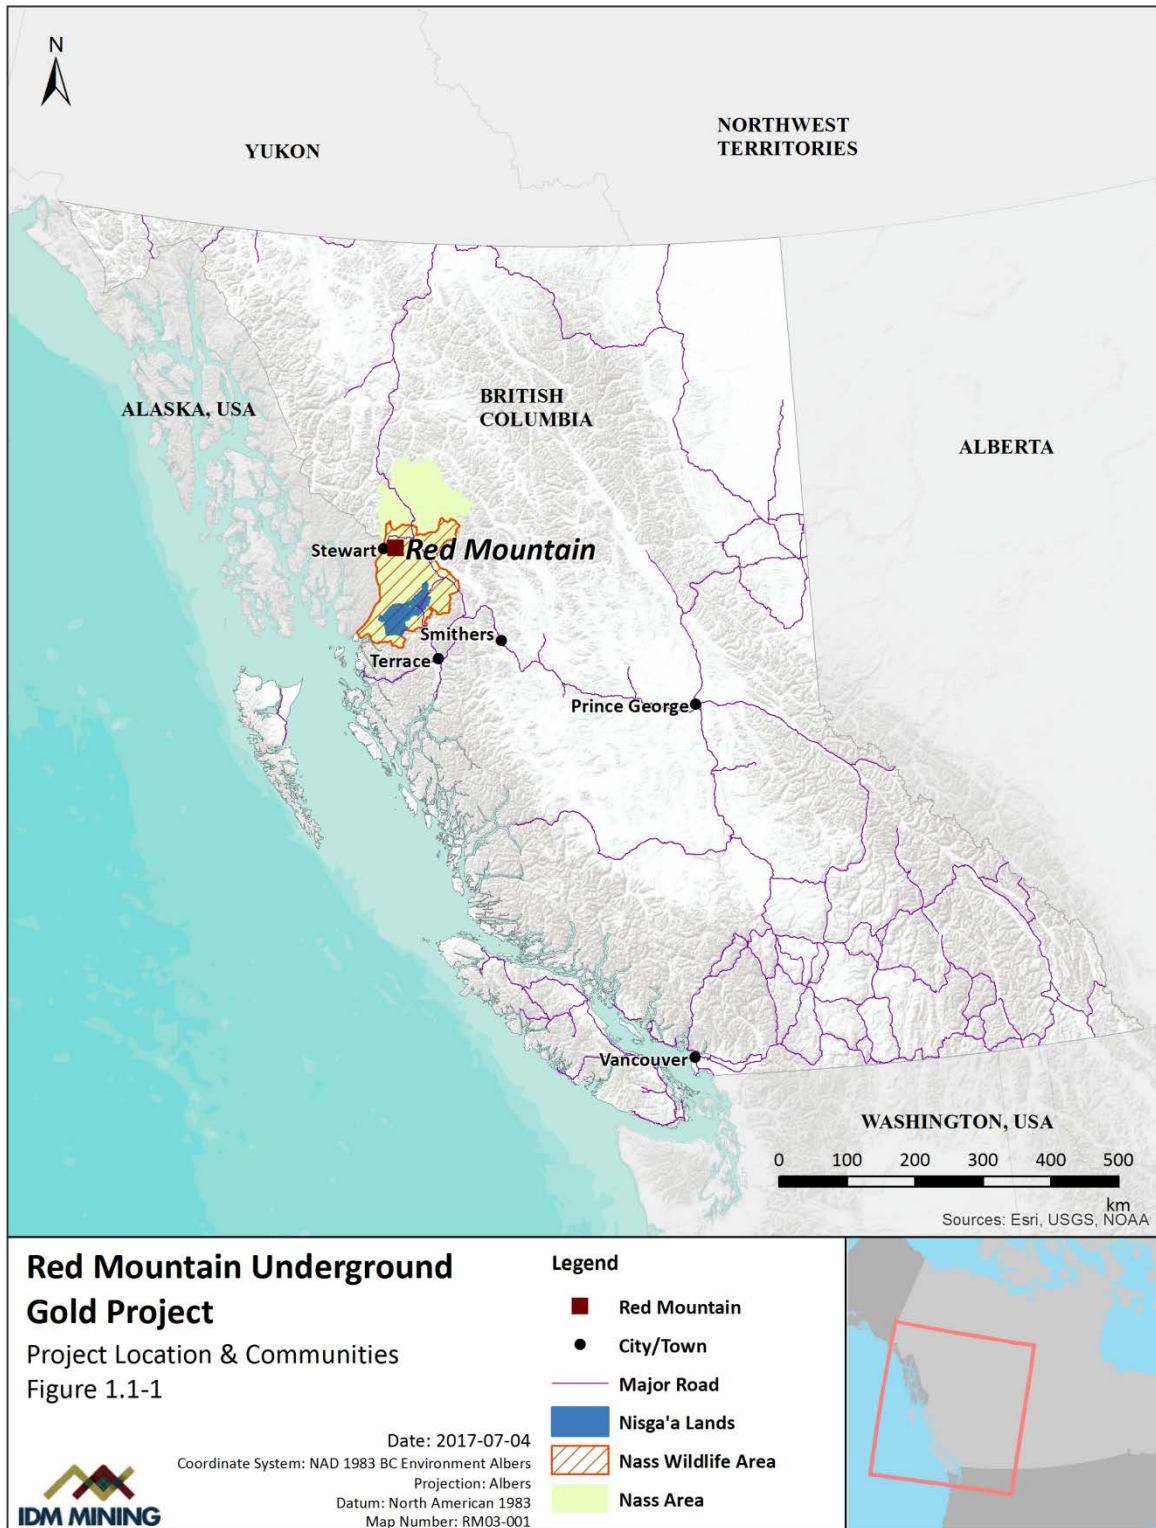 N
YUKON
NORTHWEST
TERRITORIES
ALASKA, USA
BRITISH
COLUMBIA
ALBERTA
Stewart
Red Mountain
Smithers
Terrace
Prince George
Vancouver
WASHINGTON, USA
0 100 200 300 400 500
km
Sources: Esri, USGS, NOAA
Red Mountain Underground
Gold Project
Project Location & Communities
Figure 1.1-1
Date: 2017-07-04
Coordinate System: NAD 1983 BC Environment Albers
Projection: Albers
Datum: North American 1983
Map Number: RM03-001
IDM MINING
Legend
Red Mountain
City/Town
Major Road
Nisga'a Lands
Nass Wildlife Area
Nass Area